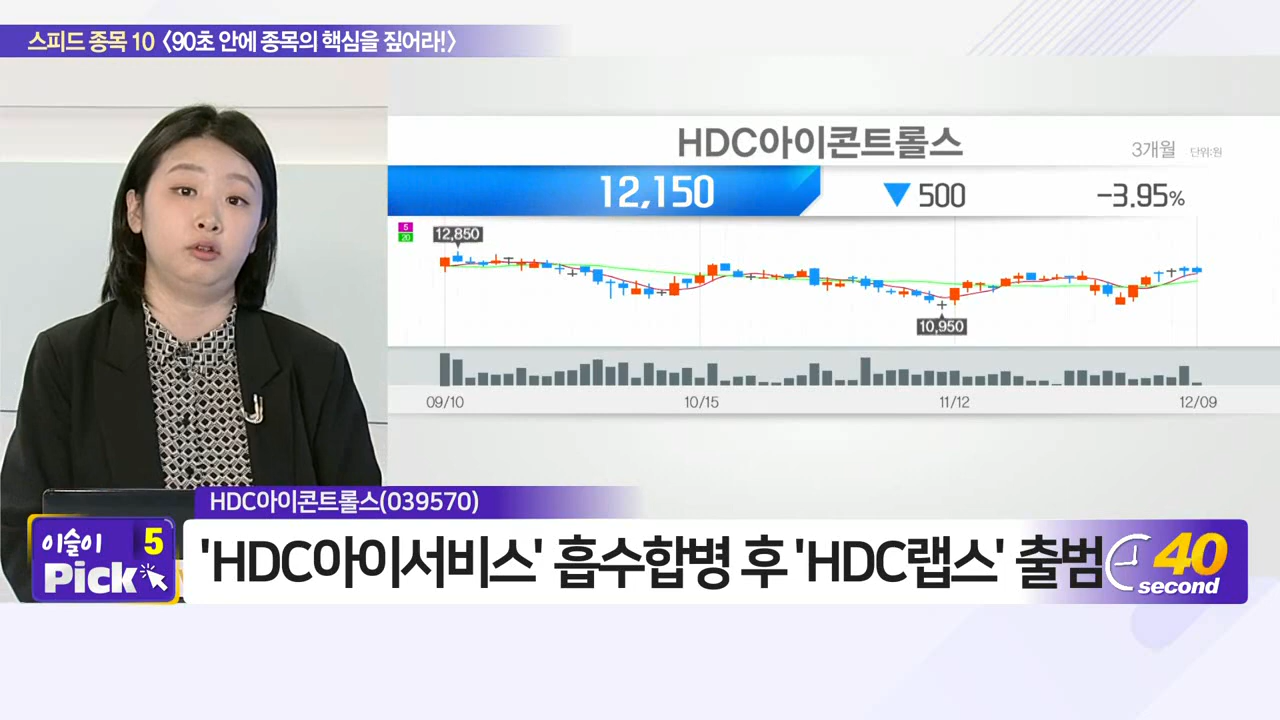 스피드 종목 10 〈90초 안에 종목의 핵심을 짚어라!〉
HDC아이콘트롤스
3개월 단위:원
12,150 ▼500 -3.95%
5
20
12,850
10,950
09/10 10/15 11/12 12/09
HDC아이콘트롤스(039570)
이슬이 5
Pick
'HDC아이서비스' 흡수합병 후 'HDC랩스' 출범
40
second